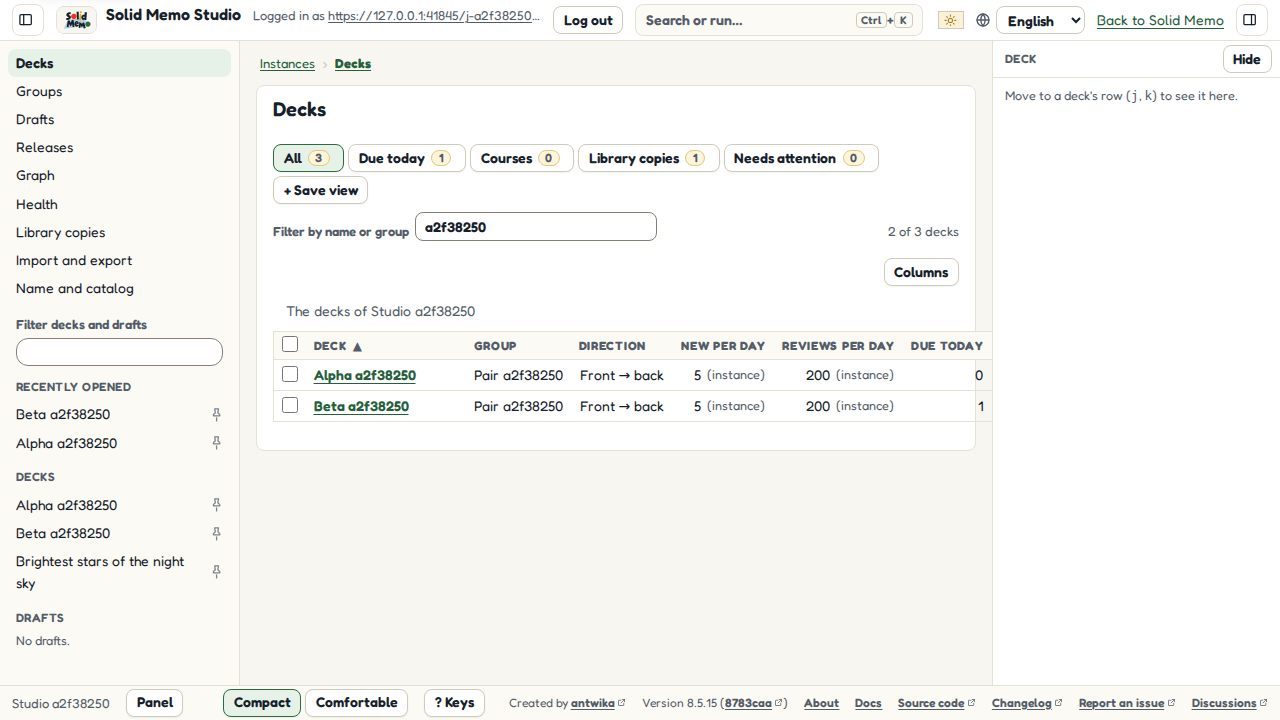 Solid Memo
Solid Memo Studio
Logged in as https://127.0.0.1:41845/j-a2f38250...
Log out
Search or run...
Ctrl+K
English
Back to Solid Memo
Decks
Groups
Drafts
Releases
Graph
Health
Library copies
Import and export
Name and catalog
Filter decks and drafts
RECENTLY OPENED
Beta a2f38250
Alpha a2f38250
DECKS
Alpha a2f38250
Beta a2f38250
Brightest stars of the night
sky
DRAFTS
No drafts.
Instances › Decks
Decks
All 3
Due today 1
Courses 0
Library copies 1
Needs attention 0
+ Save view
Filter by name or group a2f38250
2 of 3 decks
Columns
The decks of Studio a2f38250
DECK ▲ GROUP DIRECTION NEW PER DAY REVIEWS PER DAY DUE TODAY
Alpha a2f38250 Pair a2f38250 Front → back 5 (instance) 200 (instance) 0
Beta a2f38250 Pair a2f38250 Front → back 5 (instance) 200 (instance) 1
DECK
Hide
Move to a deck's row (j, k) to see it here.
Studio a2f38250
Panel
Compact
Comfortable
? Keys
Created by antwika
Version 8.5.15 (8783caa)
About
Docs
Source code
Changelog
Report an issue
Discussions